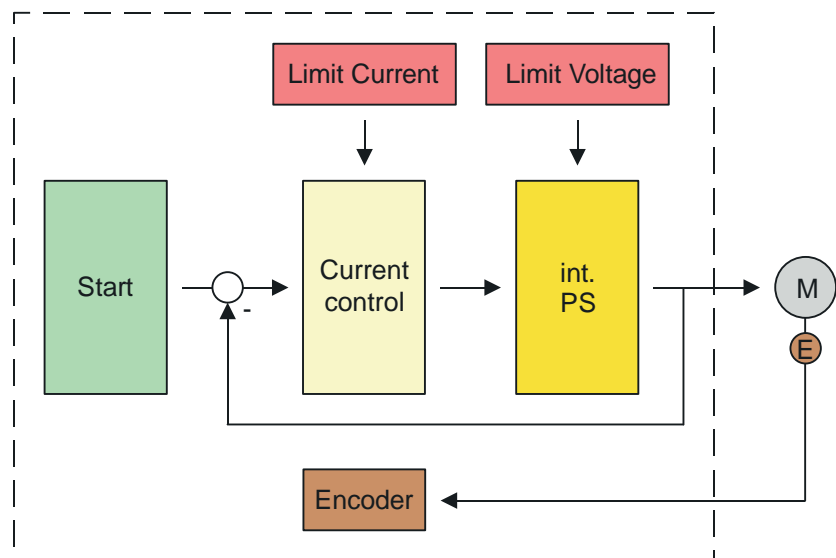 Limit Current
Limit Voltage
Start
Current
control
int.
PS
M
-
E
Encoder